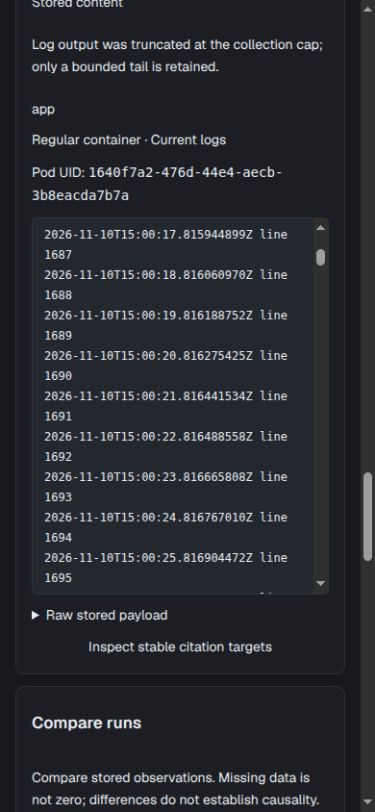 Stored content
Log output was truncated at the collection cap;
only a bounded tail is retained.
app
Regular container · Current logs
Pod UID: 1640f7a2-476d-44e4-aecb-
3b8eacda7b7a
2026-11-10T15:00:17.815944899Z line
1687
2026-11-10T15:00:18.816060970Z line
1688
2026-11-10T15:00:19.816188752Z line
1689
2026-11-10T15:00:20.816275425Z line
1690
2026-11-10T15:00:21.816441534Z line
1691
2026-11-10T15:00:22.816488558Z line
1692
2026-11-10T15:00:23.816665808Z line
1693
2026-11-10T15:00:24.816767010Z line
1694
2026-11-10T15:00:25.816904472Z line
1695
Raw stored payload
Inspect stable citation targets
Compare runs
Compare stored observations. Missing data is
not zero; differences do not establish causality.